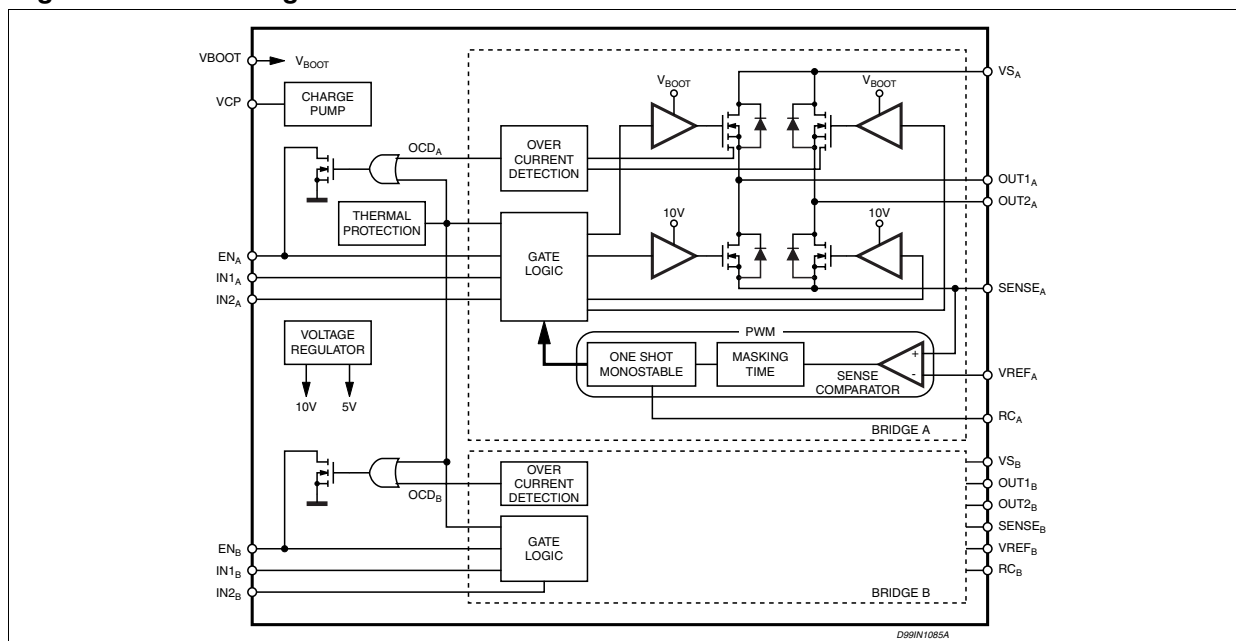 VBOOT
VBOOT
VCP
CHARGE
PUMP
VBOOT
VBOOT
VSA
OCDA
OVER
CURRENT
DETECTION
OUT1A
OUT2A
THERMAL
PROTECTION
10V
10V
ENA
IN1A
IN2A
GATE
LOGIC
SENSEA
VOLTAGE
REGULATOR
10V
5V
PWM
ONE SHOT
MONOSTABLE
MASKING
TIME
+
-
SENSE
COMPARATOR
VREFA
RCA
BRIDGE A
OCDB
OVER
CURRENT
DETECTION
VSB
OUT1B
OUT2B
SENSEB
VREFB
RCB
ENB
IN1B
IN2B
GATE
LOGIC
BRIDGE B
D99IN1085A